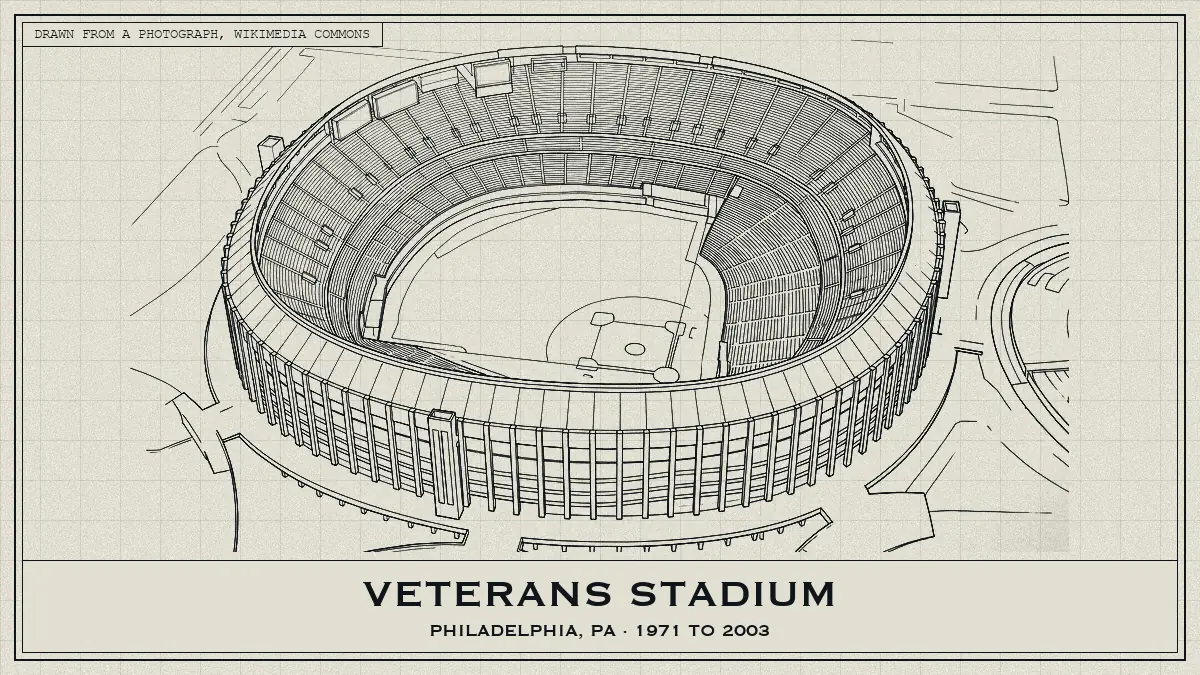 DRAWN FROM A PHOTOGRAPH, WIKIMEDIA COMMONS
VETERANS STADIUM
PHILADELPHIA, PA · 1971 TO 2003